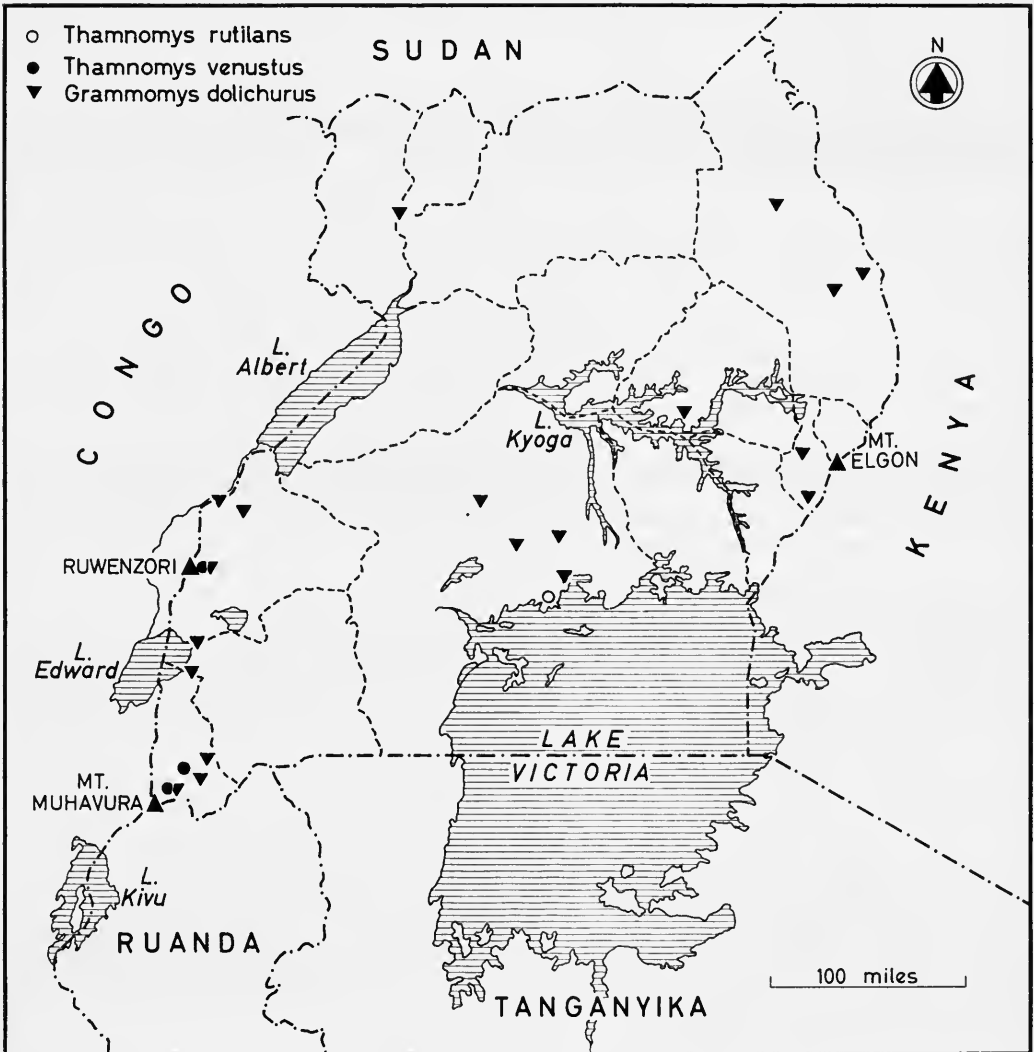 Thamnomys rutilans
Thamnomys venustus
Grammomys dolichurus
SUDAN
N
CONGO
L.
Albert
L.
Kyoga
MT.
ELGON
KENYA
RUWENZORI
L.
Edward
LAKE
VICTORIA
MT.
MUHAVURA
L.
Kivu
RUANDA
100 miles
TANGANYIKA